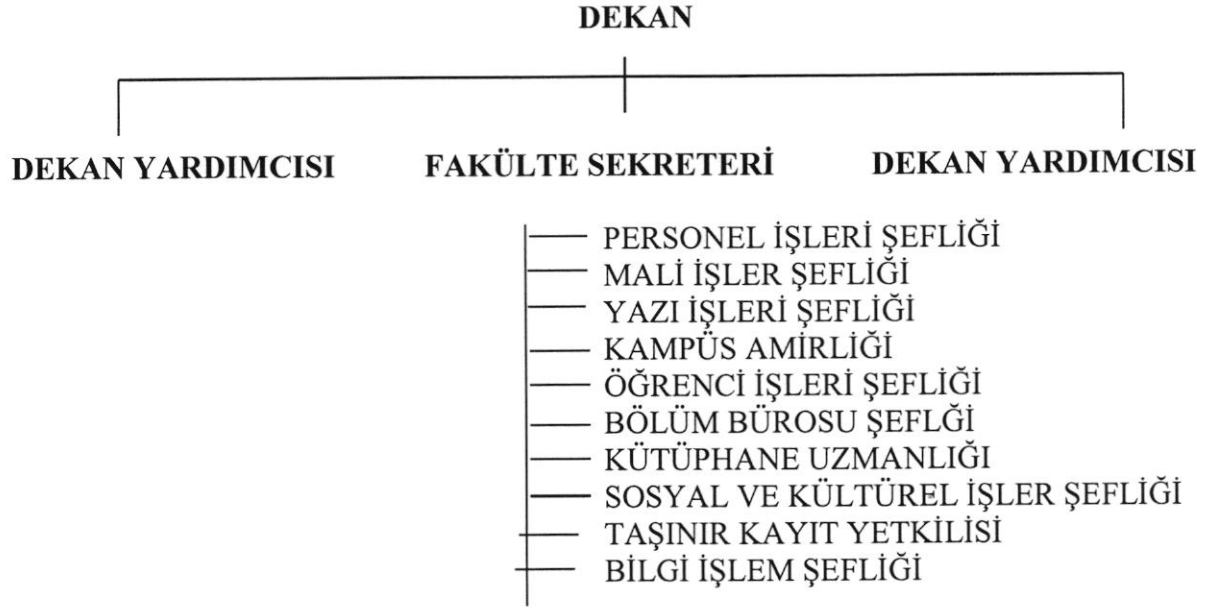 DEKAN
DEKAN YARDIMCISI FAKÜLTE SEKRETERİ DEKAN YARDIMCISI
PERSONEL İŞLERİ ŞEFLİĞİ
MALİ İŞLER ŞEFLİĞİ
YAZI İŞLERİ ŞEFLİĞİ
KAMPÜS AMİRLİĞİ
ÖĞRENCİ İŞLERİ ŞEFLİĞİ
BÖLÜM BÜROSU ŞEFLĞİ
KÜTÜPHANE UZMANLIĞI
SOSYAL VE KÜLTÜREL İŞLER ŞEFLİĞİ
TAŞINIR KAYIT YETKİLİSİ
BİLGİ İŞLEM ŞEFLİĞİ